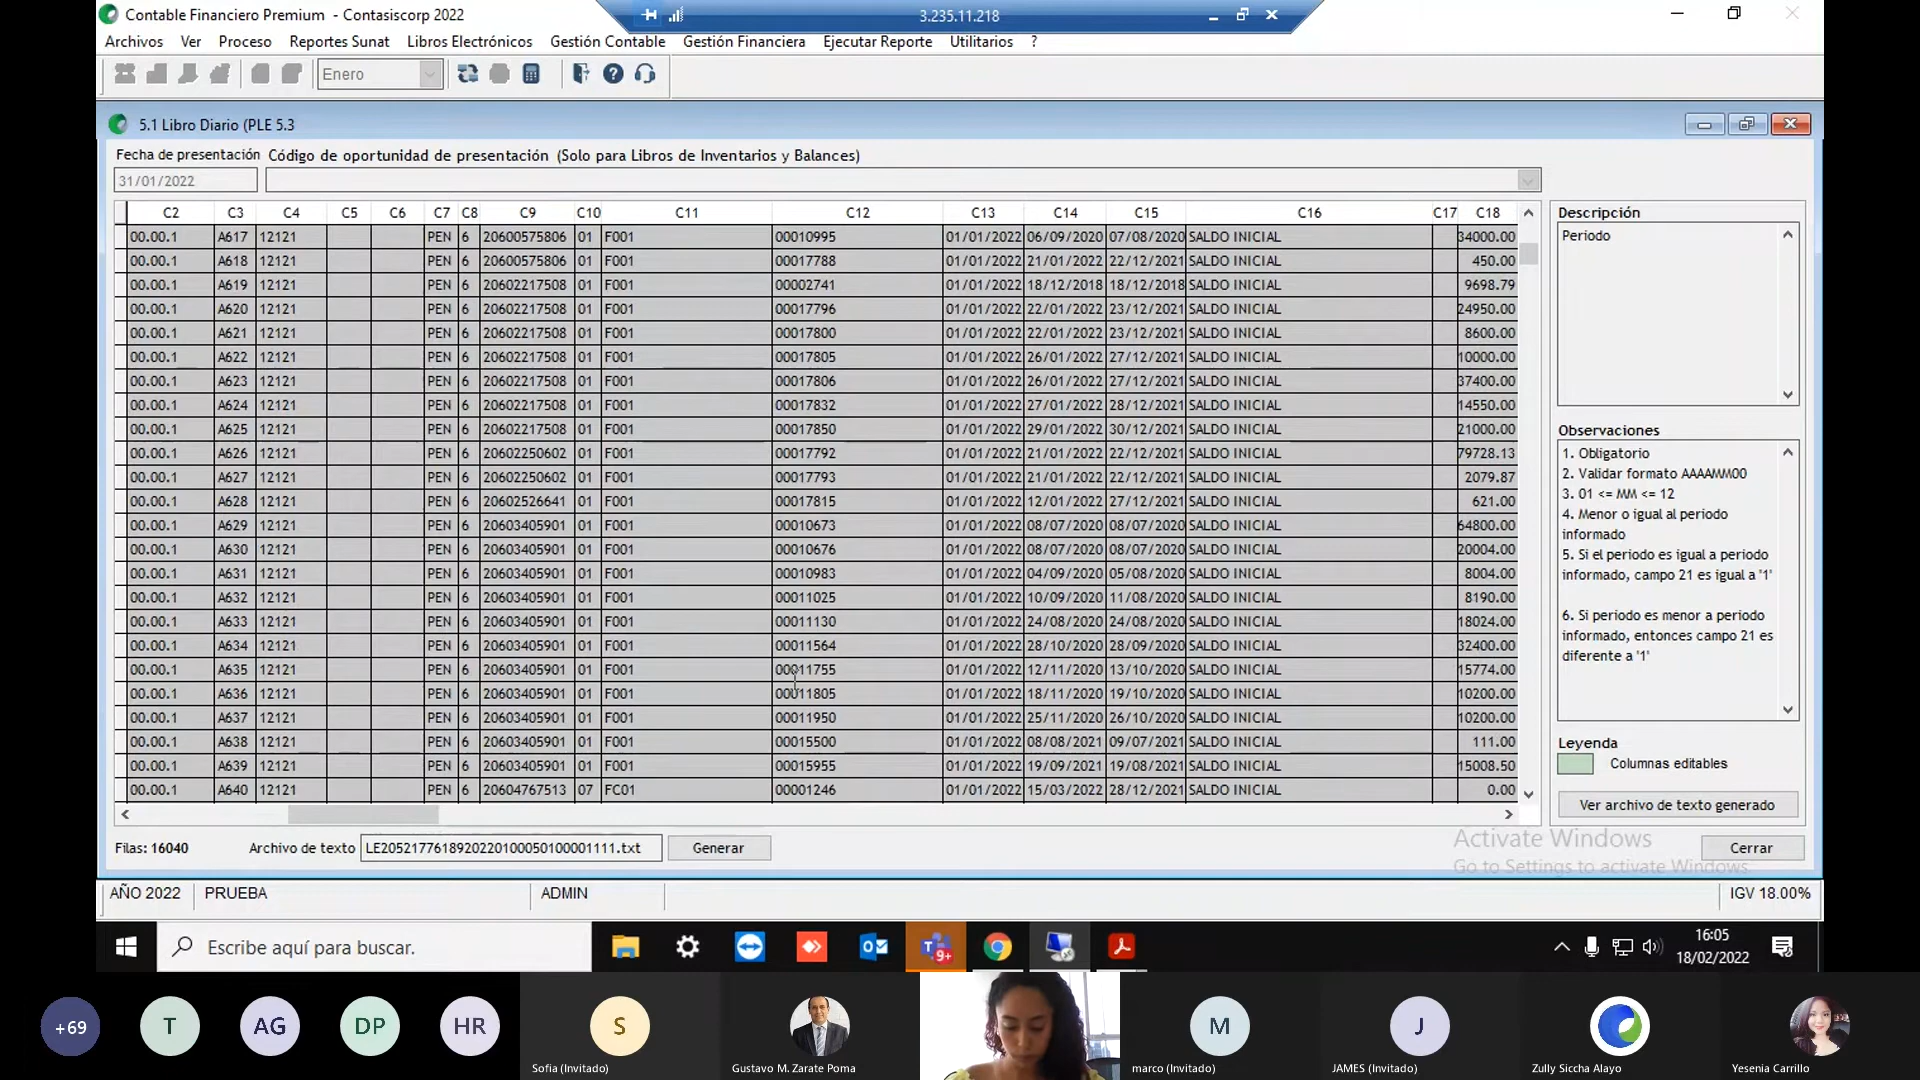 Contable Financiero Premium - Contasiscorp 2022
3.235.11.218
Archivos Ver Proceso Reportes Sunat Libros Electrónicos Gestión Contable Gestión Financiera Ejecutar Reporte Utilitarios ?
Enero
5.1 Libro Diario (PLE 5.3
Fecha de presentación Código de oportunidad de presentación (Solo para Libros de Inventarios y Balances)
31/01/2022
C2 C3 C4 C5 C6 C7 C8 C9 C10 C11 C12 C13 C14 C15 C16 C17 C18
00.00.1 A617 12121 PEN 6 20600575806 01 F001 00010995 01/01/2022 06/09/2020 07/08/2020 SALDO INICIAL 34000.00
00.00.1 A618 12121 PEN 6 20600575806 01 F001 00017788 01/01/2022 21/01/2022 22/12/2021 SALDO INICIAL 450.00
00.00.1 A619 12121 PEN 6 20602217508 01 F001 00002741 01/01/2022 18/12/2018 18/12/2018 SALDO INICIAL 9698.79
00.00.1 A620 12121 PEN 6 20602217508 01 F001 00017796 01/01/2022 22/01/2022 23/12/2021 SALDO INICIAL 24950.00
00.00.1 A621 12121 PEN 6 20602217508 01 F001 00017800 01/01/2022 22/01/2022 23/12/2021 SALDO INICIAL 8600.00
00.00.1 A622 12121 PEN 6 20602217508 01 F001 00017805 01/01/2022 26/01/2022 27/12/2021 SALDO INICIAL 10000.00
00.00.1 A623 12121 PEN 6 20602217508 01 F001 00017806 01/01/2022 26/01/2022 27/12/2021 SALDO INICIAL 37400.00
00.00.1 A624 12121 PEN 6 20602217508 01 F001 00017832 01/01/2022 27/01/2022 28/12/2021 SALDO INICIAL 14550.00
00.00.1 A625 12121 PEN 6 20602217508 01 F001 00017850 01/01/2022 29/01/2022 30/12/2021 SALDO INICIAL 21000.00
00.00.1 A626 12121 PEN 6 20602250602 01 F001 00017792 01/01/2022 21/01/2022 22/12/2021 SALDO INICIAL 79728.13
00.00.1 A627 12121 PEN 6 20602250602 01 F001 00017793 01/01/2022 21/01/2022 22/12/2021 SALDO INICIAL 2079.87
00.00.1 A628 12121 PEN 6 20602526641 01 F001 00017815 01/01/2022 12/01/2022 27/12/2021 SALDO INICIAL 621.00
00.00.1 A629 12121 PEN 6 20603405901 01 F001 00010673 01/01/2022 08/07/2020 08/07/2020 SALDO INICIAL 64800.00
00.00.1 A630 12121 PEN 6 20603405901 01 F001 00010676 01/01/2022 08/07/2020 08/07/2020 SALDO INICIAL 20004.00
00.00.1 A631 12121 PEN 6 20603405901 01 F001 00010983 01/01/2022 04/09/2020 05/08/2020 SALDO INICIAL 8004.00
00.00.1 A632 12121 PEN 6 20603405901 01 F001 00011025 01/01/2022 10/09/2020 11/08/2020 SALDO INICIAL 8190.00
00.00.1 A633 12121 PEN 6 20603405901 01 F001 00011130 01/01/2022 24/08/2020 24/08/2020 SALDO INICIAL 18024.00
00.00.1 A634 12121 PEN 6 20603405901 01 F001 00011564 01/01/2022 28/10/2020 28/09/2020 SALDO INICIAL 32400.00
00.00.1 A635 12121 PEN 6 20603405901 01 F001 00011755 01/01/2022 12/11/2020 13/10/2020 SALDO INICIAL 15774.00
00.00.1 A636 12121 PEN 6 20603405901 01 F001 00011805 01/01/2022 18/11/2020 19/10/2020 SALDO INICIAL 10200.00
00.00.1 A637 12121 PEN 6 20603405901 01 F001 00011950 01/01/2022 25/11/2020 26/10/2020 SALDO INICIAL 10200.00
00.00.1 A638 12121 PEN 6 20603405901 01 F001 00015500 01/01/2022 08/08/2021 09/07/2021 SALDO INICIAL 111.00
00.00.1 A639 12121 PEN 6 20603405901 01 F001 00015955 01/01/2022 19/09/2021 19/08/2021 SALDO INICIAL 15008.50
00.00.1 A640 12121 PEN 6 20604767513 07 FC01 00001246 01/01/2022 15/03/2022 28/12/2021 SALDO INICIAL 0.00
Descripción
Periodo
Observaciones
1. Obligatorio
2. Validar formato AAAAMM00
3. 01 <= MM <= 12
4. Menor o igual al periodo
informado
5. Si el periodo es igual a periodo
informado, campo 21 es igual a '1'
6. Si periodo es menor a periodo
informado, entonces campo 21 es
diferente a '1'
Leyenda
Columnas editables
Ver archivo de texto generado
Filas: 16040 Archivo de texto LE20521776189202201000501000011​11.txt Generar
Cerrar
Activate Windows
Go to Settings to activate Windows.
AÑO 2022 PRUEBA ADMIN IGV 18.00%
Escribe aquí para buscar.
9+
16:05
18/02/2022
+69 T AG DP HR S M J
Sofia (Invitado) Gustavo M. Zarate Poma marco (Invitado) JAMES (Invitado) Zully Siccha Alayo Yesenia Carrillo